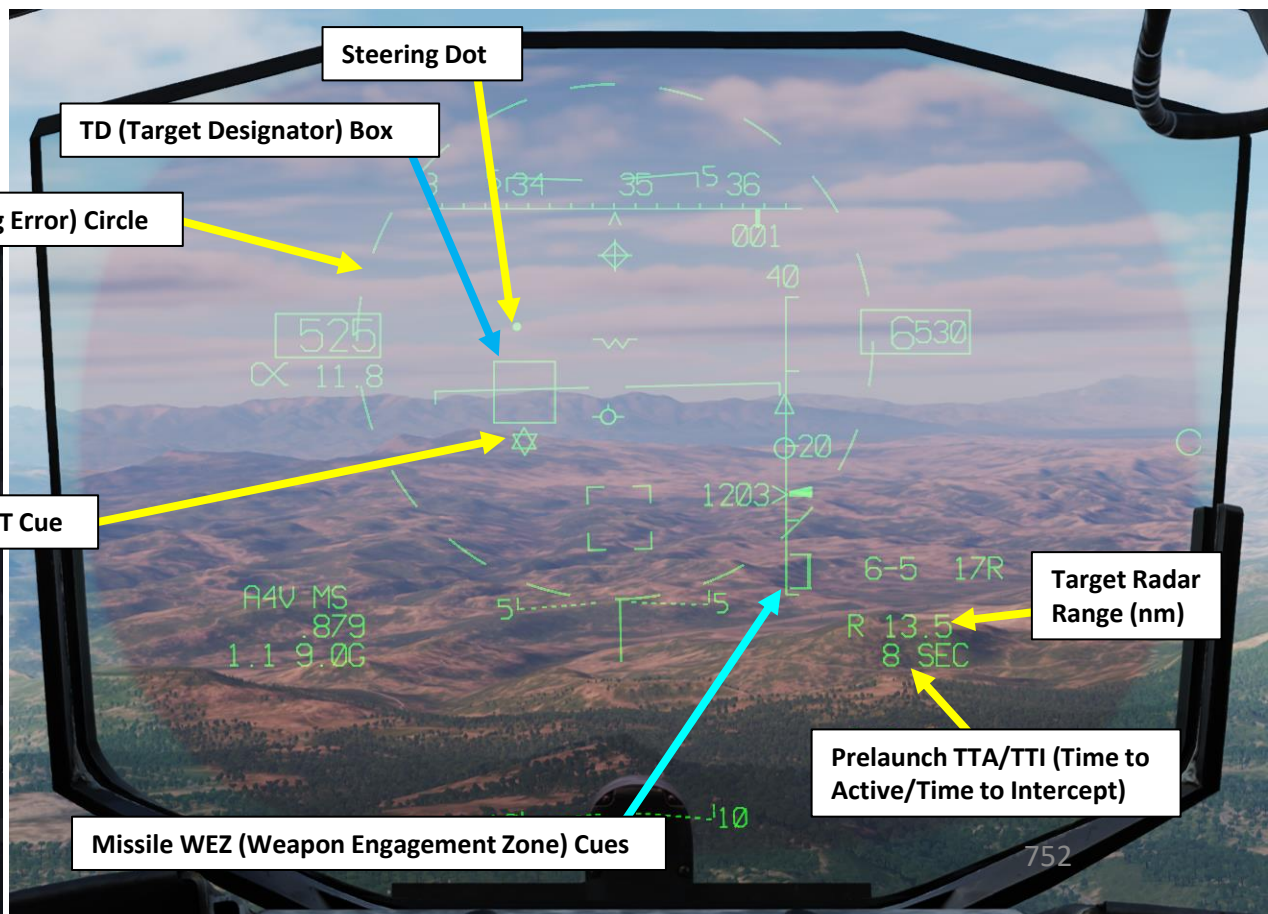 Steering Dot
TD (Target Designator) Box
5 34 35 5 36
g Error) Circle
001
40
525
6530
∝ 11.8
20
1203
T Cue
6-5 17R
A4V MS
.879
1.1 9.0G
5 5
Target Radar
Range (nm)
R 13.5
8 SEC
Prelaunch TTA/TTI (Time to
Active/Time to Intercept)
10
Missile WEZ (Weapon Engagement Zone) Cues
752